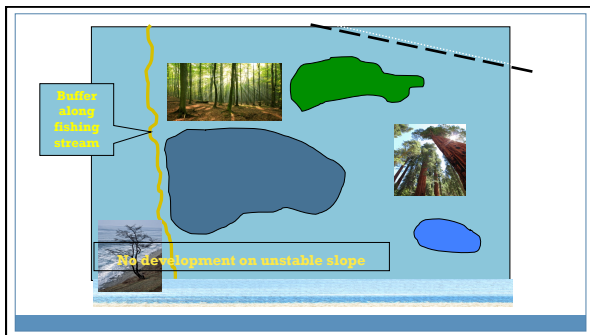 Buffer
along
fishing
stream
No development on unstable slope